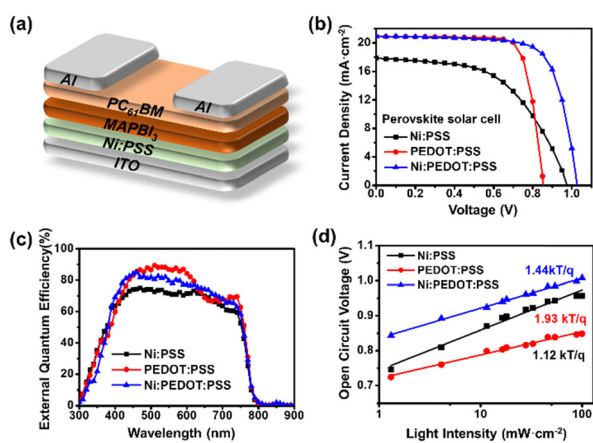 (a)
Al
Al
PC61BM
MAPBI3
Ni:PSS
ITO
(b)
Current Density (mA·cm-2)
24
20
16
12
8
4
0
Perovskite solar cell
Ni:PSS
PEDOT:PSS
Ni:PEDOT:PSS
0.0 0.2 0.4 0.6 0.8 1.0
Voltage (V)
(c)
External Quantum Efficiency(%)
100
80
60
40
20
0
Ni:PSS
PEDOT:PSS
Ni:PEDOT:PSS
300 400 500 600 700 800 900
Wavelength (nm)
(d)
Open Circuit Voltage (V)
1.1
1.0
0.9
0.8
0.7
Ni:PSS
PEDOT:PSS
Ni:PEDOT:PSS
1.44kT/q
1.93 kT/q
1.12 kT/q
1 10 100
Light Intensity (mW·cm-2)